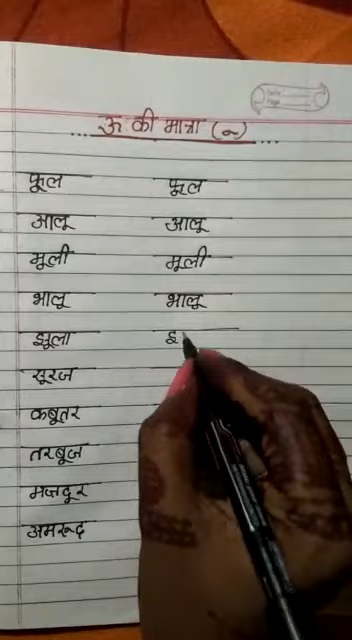 ऊ की मात्रा (ू)
फूल फूल
आलू आलू
मूली मूली
भालू भालू
झूला
सूरज
कबूतर
तरबूज
मजदूर
अमरूद